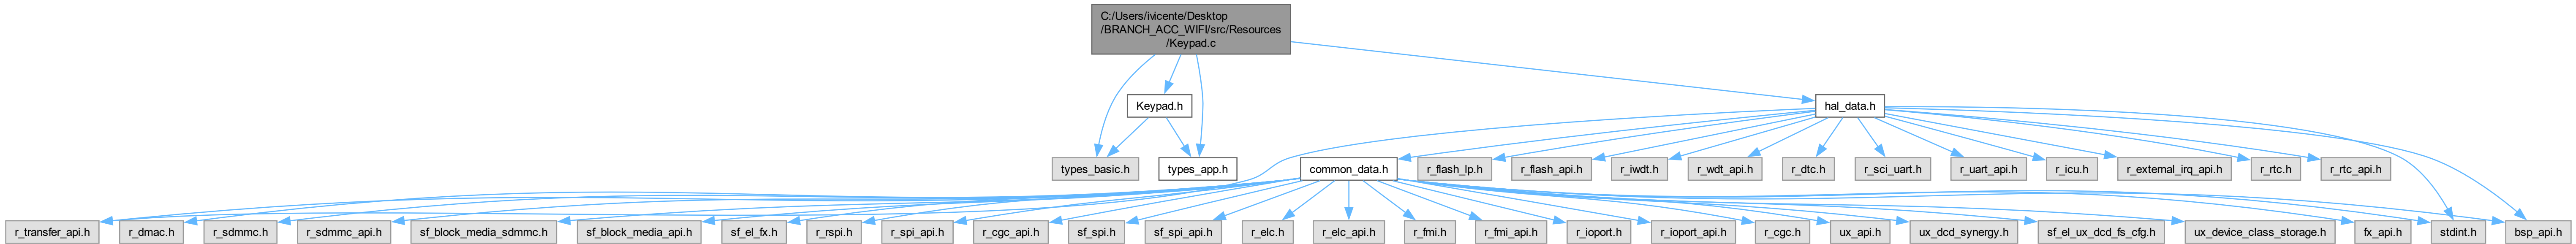 C:/Users/ivicente/Desktop
/BRANCH_ACC_WIFI/src/Resources
/Keypad.c
Keypad.h
hal_data.h
types_basic.h
types_app.h
common_data.h
r_flash_lp.h
r_flash_api.h
r_iwdt.h
r_wdt_api.h
r_dtc.h
r_sci_uart.h
r_uart_api.h
r_icu.h
r_external_irq_api.h
r_rtc.h
r_rtc_api.h
r_transfer_api.h
r_dmac.h
r_sdmmc.h
r_sdmmc_api.h
sf_block_media_sdmmc.h
sf_block_media_api.h
sf_el_fx.h
r_rspi.h
r_spi_api.h
r_cgc_api.h
sf_spi.h
sf_spi_api.h
r_elc.h
r_elc_api.h
r_fmi.h
r_fmi_api.h
r_ioport.h
r_ioport_api.h
r_cgc.h
ux_api.h
ux_dcd_synergy.h
sf_el_ux_dcd_fs_cfg.h
ux_device_class_storage.h
fx_api.h
stdint.h
bsp_api.h